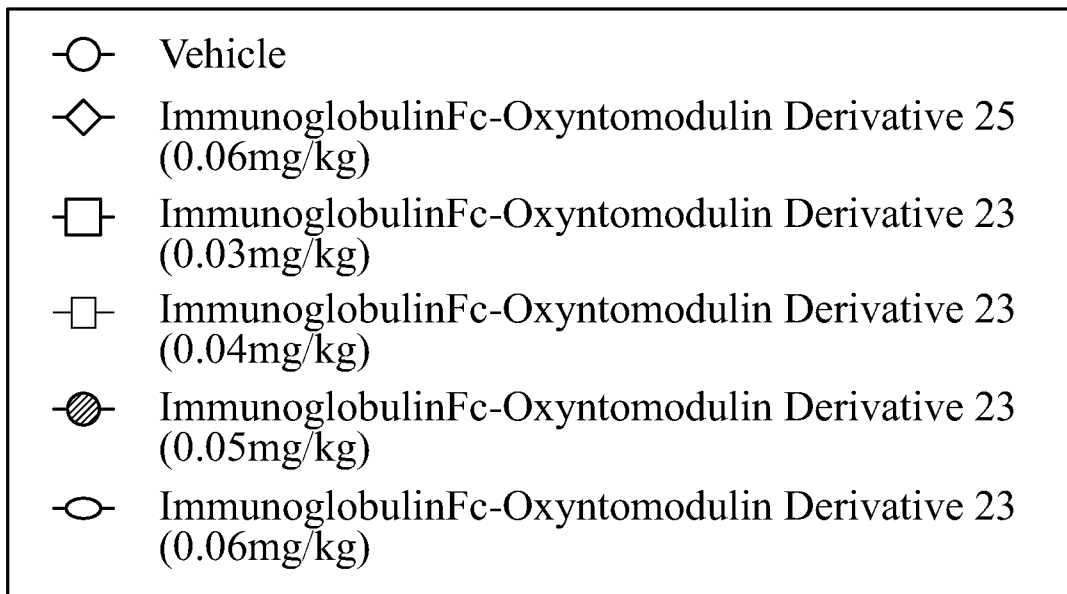 Vehicle
ImmunoglobulinFc-Oxyntomodulin Derivative 25
(0.06mg/kg)
ImmunoglobulinFc-Oxyntomodulin Derivative 23
(0.03mg/kg)
ImmunoglobulinFc-Oxyntomodulin Derivative 23
(0.04mg/kg)
ImmunoglobulinFc-Oxyntomodulin Derivative 23
(0.05mg/kg)
ImmunoglobulinFc-Oxyntomodulin Derivative 23
(0.06mg/kg)